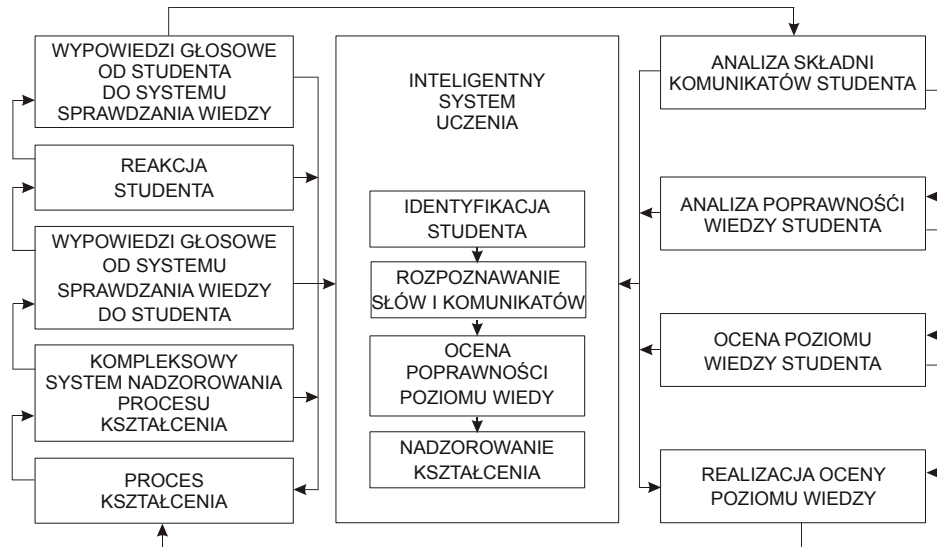 WYPOWIEDZI GŁOSOWE
OD STUDENTA
DO SYSTEMU
SPRAWDZANIA WIEDZY
REAKCJA
STUDENTA
WYPOWIEDZI GŁOSOWE
OD SYSTEMU
SPRAWDZANIA WIEDZY
DO STUDENTA
KOMPLEKSOWY
SYSTEM NADZOROWANIA
PROCESU
KSZTAŁCENIA
PROCES
KSZTAŁCENIA
INTELIGENTNY
SYSTEM
UCZENIA
IDENTYFIKACJA
STUDENTA
ROZPOZNAWANIE
SŁÓW I KOMUNIKATÓW
OCENA
POPRAWNOŚCI
POZIOMU WIEDY
NADZOROWANIE
KSZTAŁCENIA
ANALIZA SKŁADNI
KOMUNIKATÓW STUDENTA
ANALIZA POPRAWNOŚĆI
WIEDZY STUDENTA
OCENA POZIOMU
WIEDZY STUDENTA
REALIZACJA OCENY
POZIOMU WIEDZY